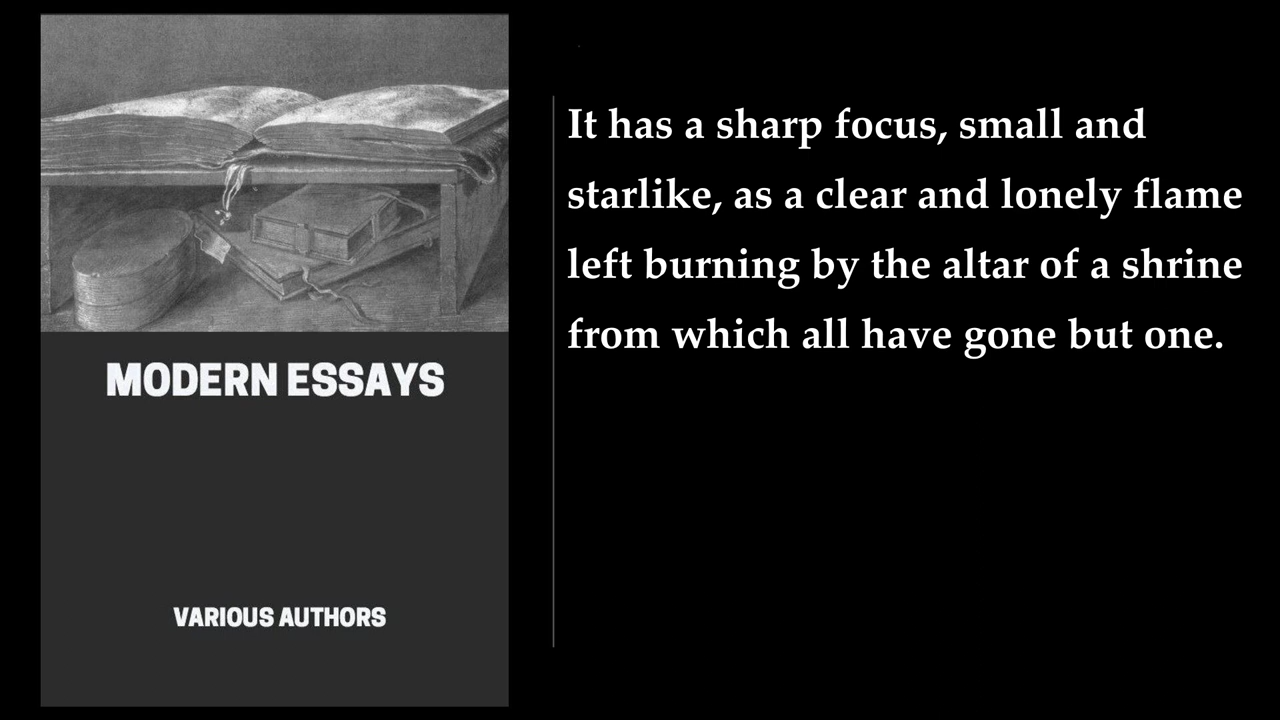 MODERN ESSAYS
VARIOUS AUTHORS
It has a sharp focus, small and
starlike, as a clear and lonely flame
left burning by the altar of a shrine
from which all have gone but one.